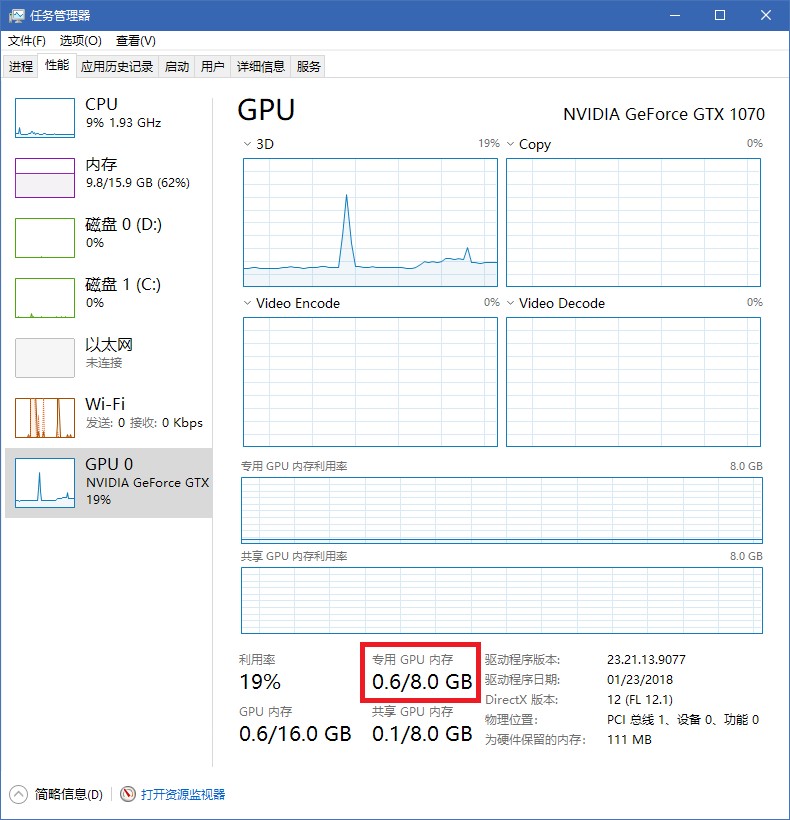 任务管理器
文件(F) 选项(O) 查看(V)
进程 性能 应用历史记录 启动 用户 详细信息 服务
CPU
9% 1.93 GHz
内存
9.8/15.9 GB (62%)
磁盘 0 (D:)
0%
磁盘 1 (C:)
0%
以太网
未连接
Wi-Fi
发送: 0 接收: 0 Kbps
GPU 0
NVIDIA GeForce GTX
19%
GPU NVIDIA GeForce GTX 1070
3D 19% Copy 0%
Video Encode 0% Video Decode 0%
专用 GPU 内存利用率 8.0 GB
共享 GPU 内存利用率 8.0 GB
利用率
19%
专用 GPU 内存
0.6/8.0 GB
GPU 内存
0.6/16.0 GB
共享 GPU 内存
0.1/8.0 GB
驱动程序版本: 23.21.13.9077
驱动程序日期: 01/23/2018
DirectX 版本: 12 (FL 12.1)
物理位置: PCI 总线 1、设备 0、功能 0
为硬件保留的内存: 111 MB
简略信息(D) 打开资源监视器